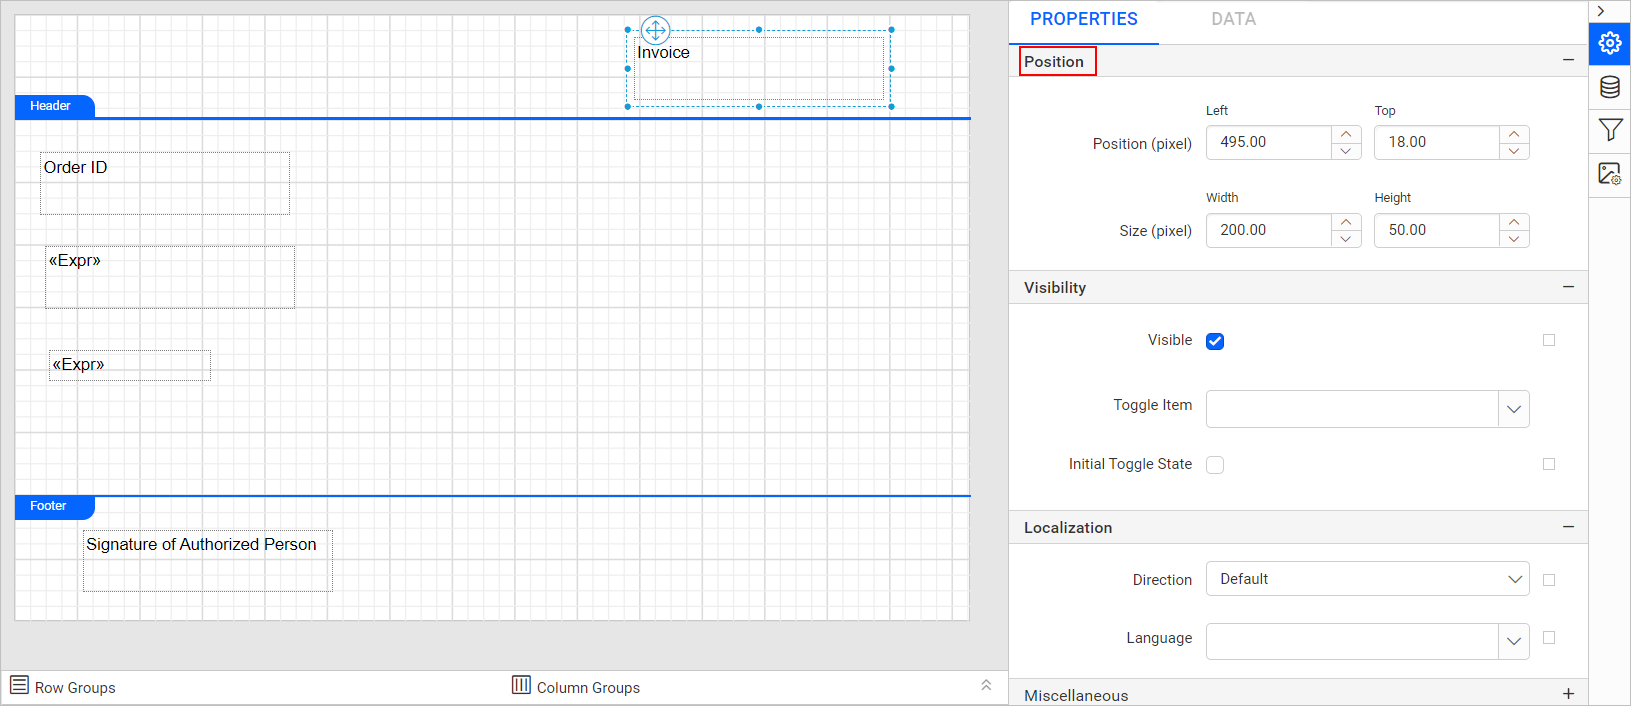 Invoice
Header
Order ID
«Expr»
«Expr»
Footer
Signature of Authorized Person
Row Groups
Column Groups
PROPERTIES
DATA
Position
Left
Top
Position (pixel)
495.00
18.00
Width
Height
Size (pixel)
200.00
50.00
Visibility
Visible
Toggle Item
Initial Toggle State
Localization
Direction
Default
Language
Miscellaneous